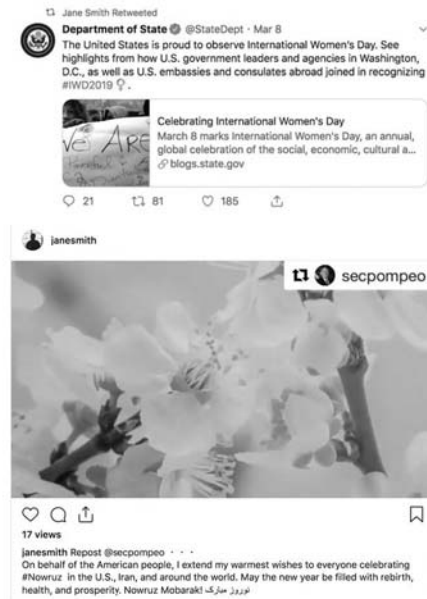 Jane Smith Retweeted
Department of State @StateDept · Mar 8
The United States is proud to observe International Women's Day. See
highlights from how U.S. government leaders and agencies in Washington,
D.C., as well as U.S. embassies and consulates abroad joined in recognizing
#IWD2019 ♀.
Celebrating International Women's Day
March 8 marks International Women's Day, an annual,
global celebration of the social, economic, cultural a...
blogs.state.gov
We ARE
21 81 185
janesmith
secpompeo
17 views
janesmith Repost @secpompeo · · ·
On behalf of the American people, I extend my warmest wishes to everyone celebrating
#Nowruz in the U.S., Iran, and around the world. May the new year be filled with rebirth,
health, and prosperity. Nowruz Mobarak! نوروز مبارک